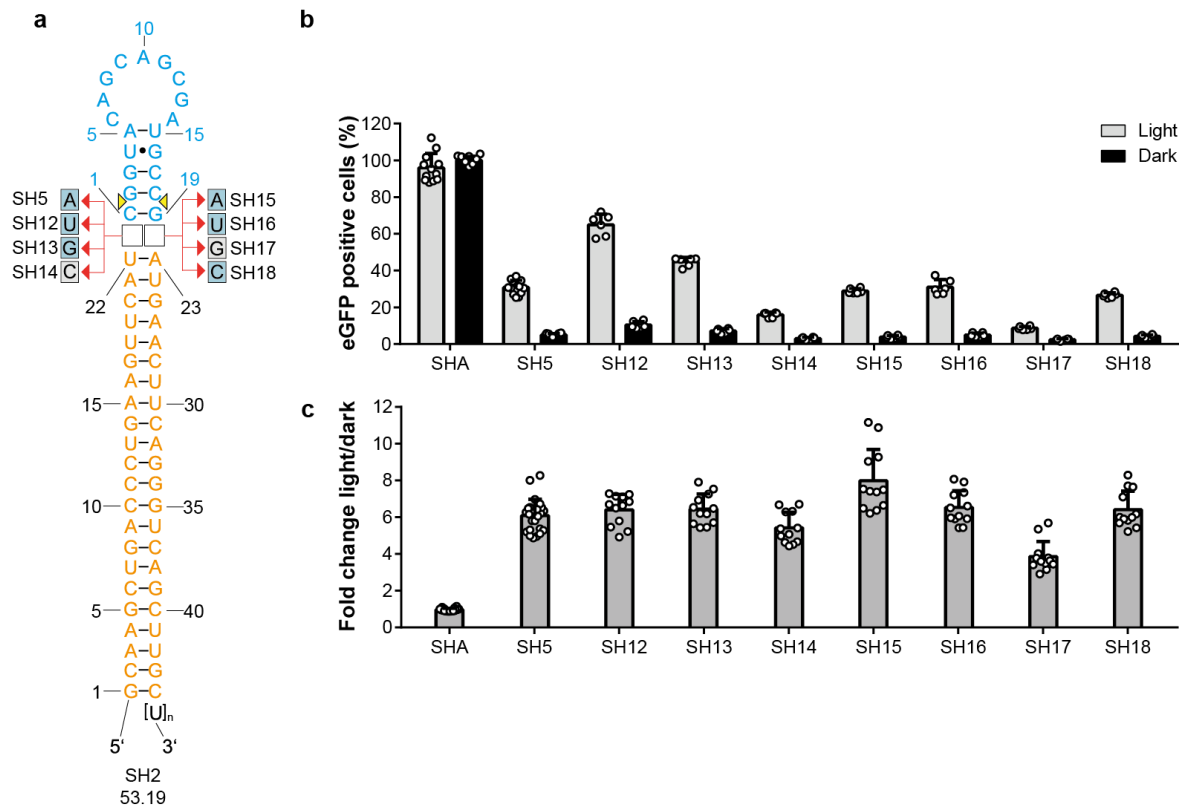 a
10
C A G
G C
A G
C A
5 A U 15
U G
G C
1 G C 19
C G
SH5 A A SH15
SH12 U U SH16
SH13 G G SH17
SH14 C C SH18
U A
A U
22 C G 23
U A
U A
G C
A U
15 A U 30
G C
U A
C G
C G
10 C G 35
A U
G C
U A
C G
5 G C 40
A U
A U
C G
1 G C
[U]n
5‘ 3‘
SH2
53.19
b
eGFP positive cells (%)
120
100
80
60
40
20
0
Light
Dark
SHA SH5 SH12 SH13 SH14 SH15 SH16 SH17 SH18
c
Fold change light/dark
12
10
8
6
4
2
0
SHA SH5 SH12 SH13 SH14 SH15 SH16 SH17 SH18